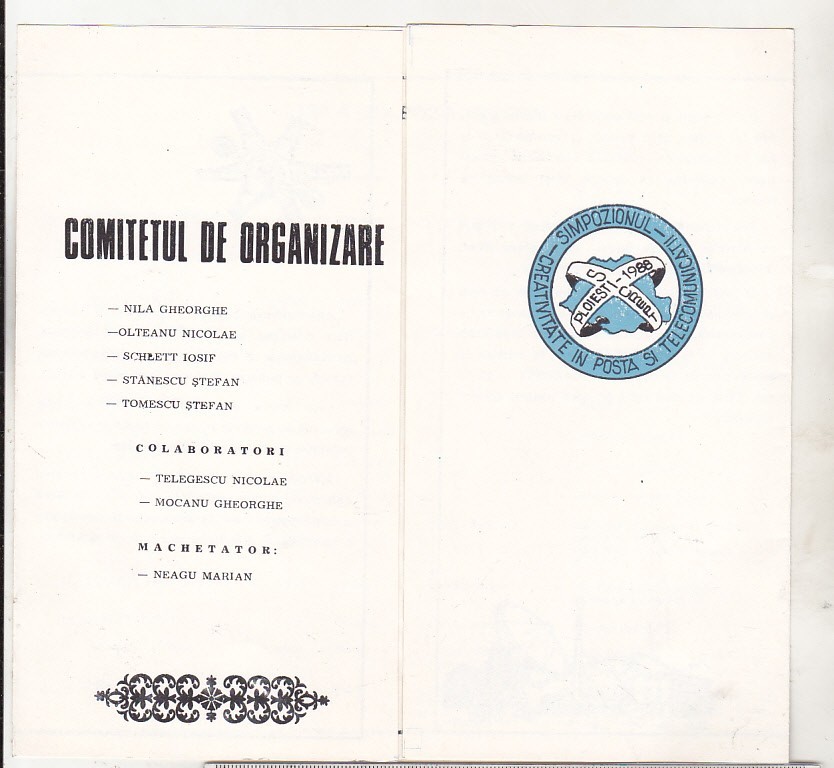 COMITETUL DE ORGANIZARE
— NILA GHEORGHE
—OLTEANU NICOLAE
— SCHLETT IOSIF
— STĂNESCU ŞTEFAN
— TOMESCU ŞTEFAN
COLABORATORI
— TELEGESCU NICOLAE
— MOCANU GHEORGHE
MACHETATOR:
— NEAGU MARIAN
— SIMPOZIONUL —
CREATIVITATE IN POSTA SI TELECOMUNICATII
PLOIESTI - 1988